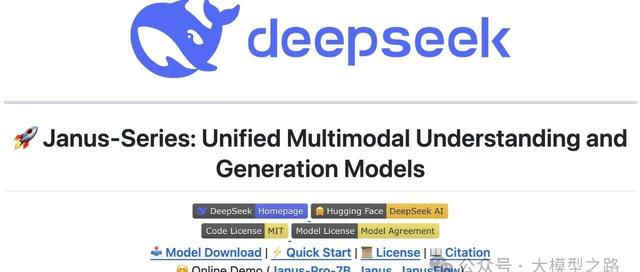 deepseek
Janus-Series: Unified Multimodal Understanding and
Generation Models
DeepSeek Homepage Hugging Face DeepSeek AI
Code License MIT Model License Model Agreement
Model Download | Quick Start | License | Citation
Online Demo (Janus-Pro-7B, Janus, JanusFlow)
公众号 · 大模型之路